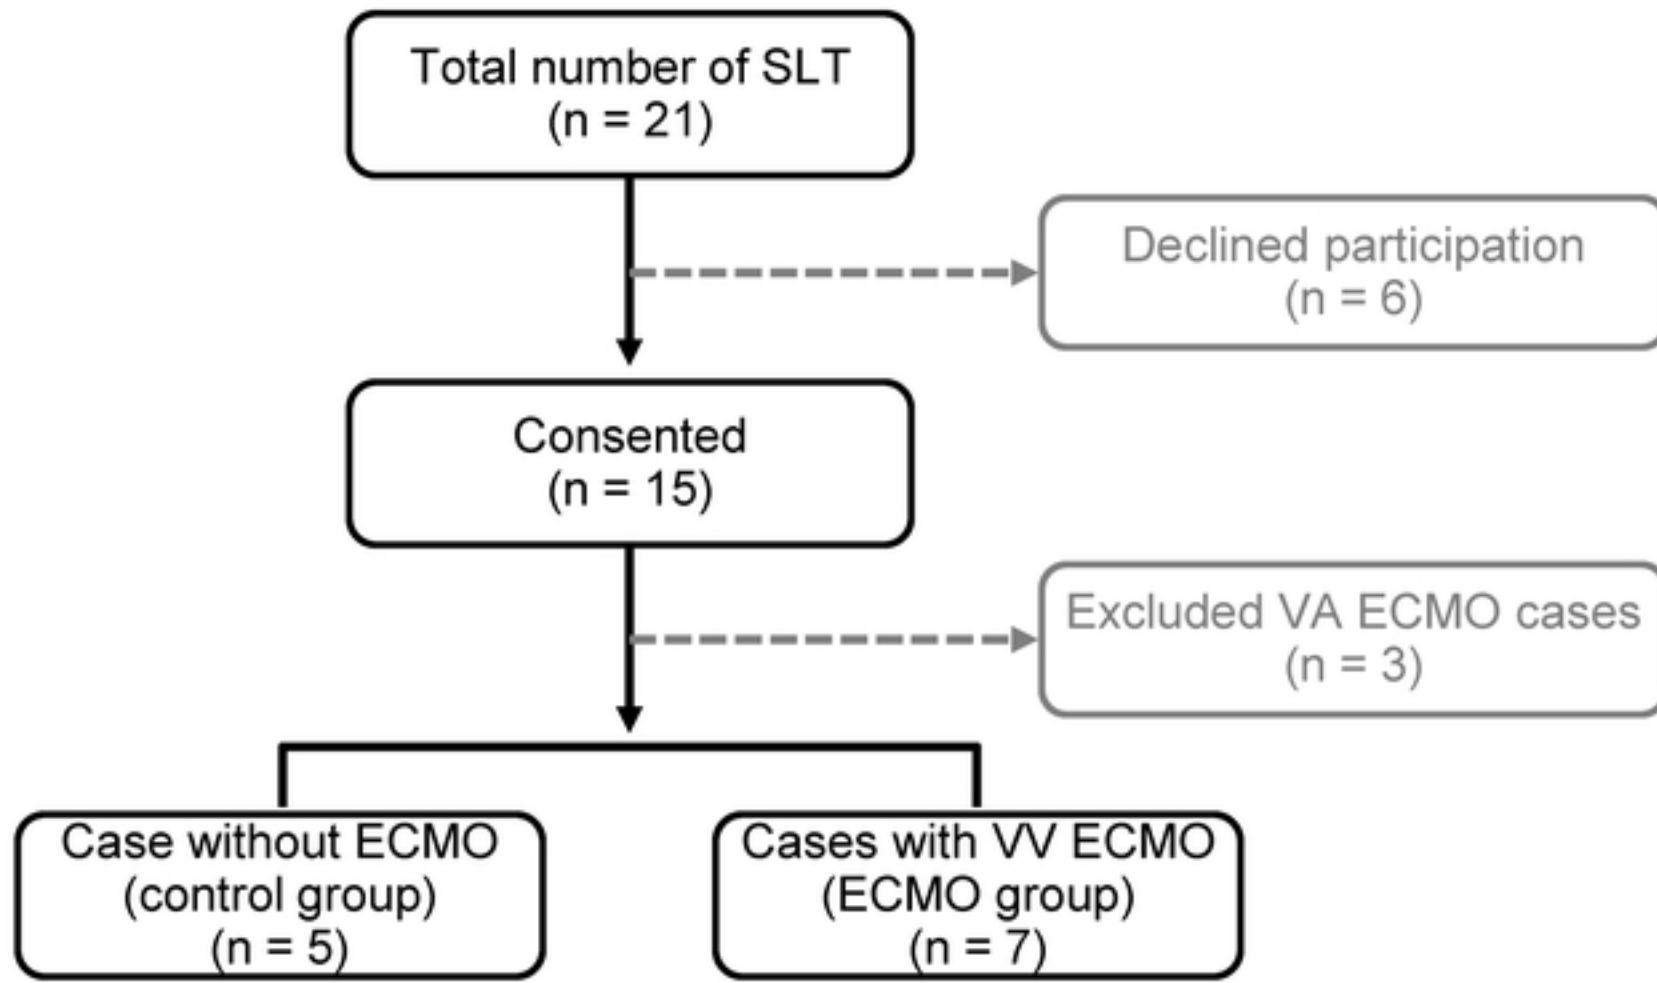 Total number of SLT
(n = 21)
Declined participation
(n = 6)
Consented
(n = 15)
Excluded VA ECMO cases
(n = 3)
Case without ECMO
(control group)
(n = 5)
Cases with VV ECMO
(ECMO group)
(n = 7)